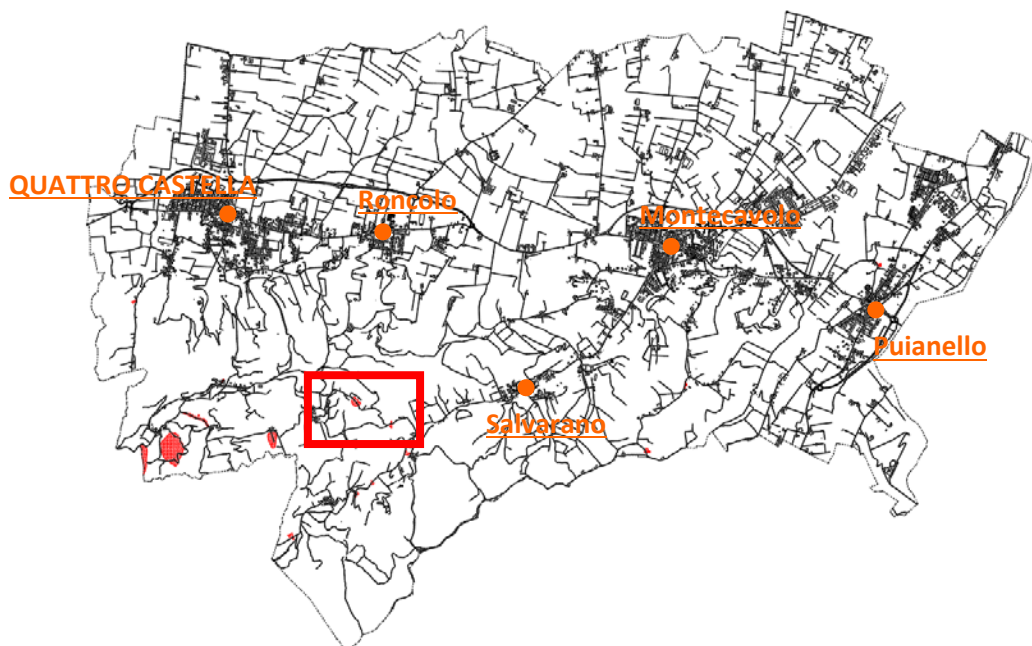 QUATTRO CASTELLA
Roncolo
Montecavolo
Puianello
Salvarano